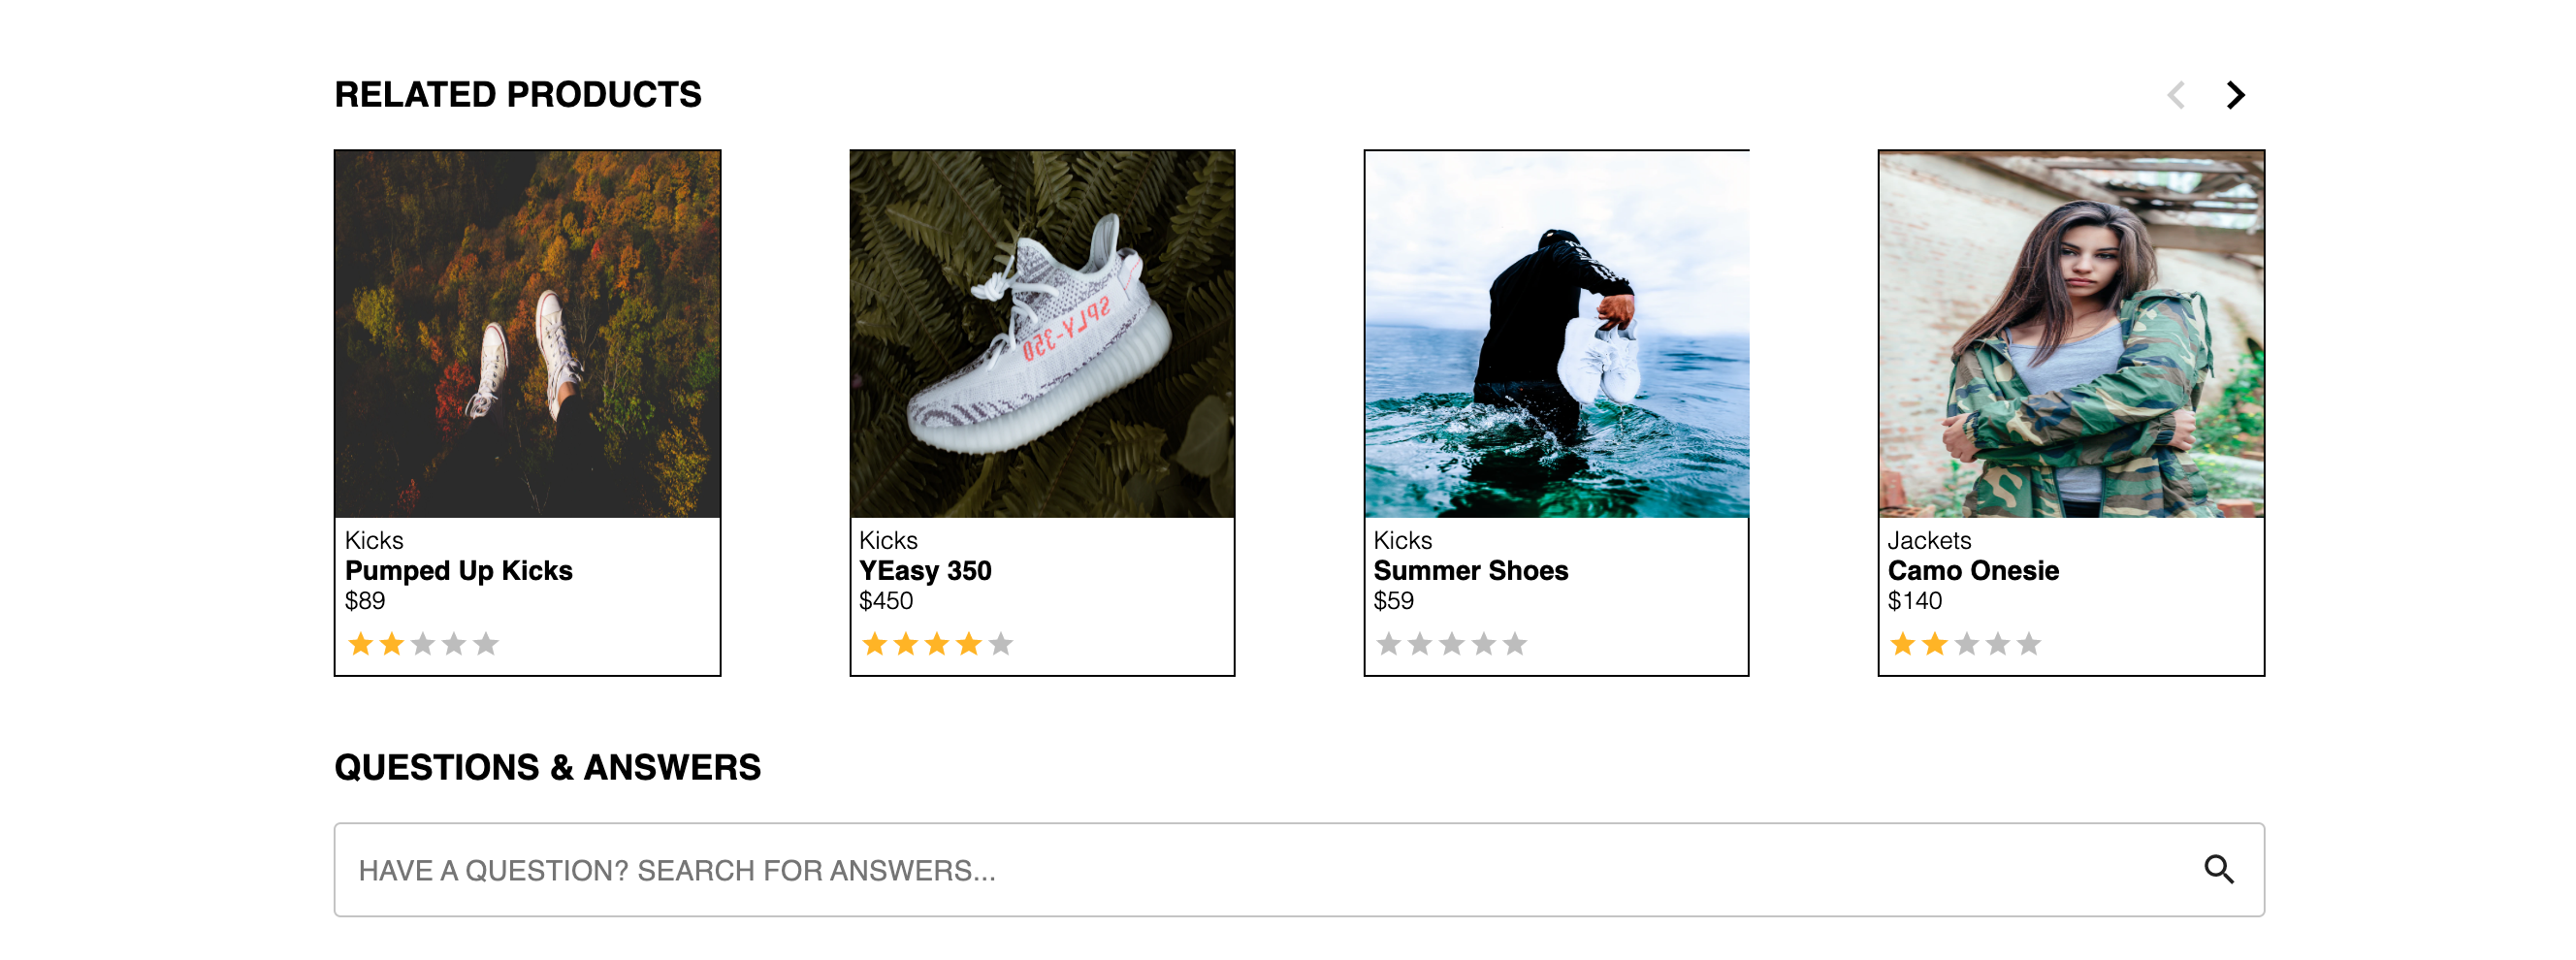 RELATED PRODUCTS
SPLY-350
Kicks
Pumped Up Kicks
$89
Kicks
YEasy 350
$450
Kicks
Summer Shoes
$59
Jackets
Camo Onesie
$140
QUESTIONS & ANSWERS
HAVE A QUESTION? SEARCH FOR ANSWERS...